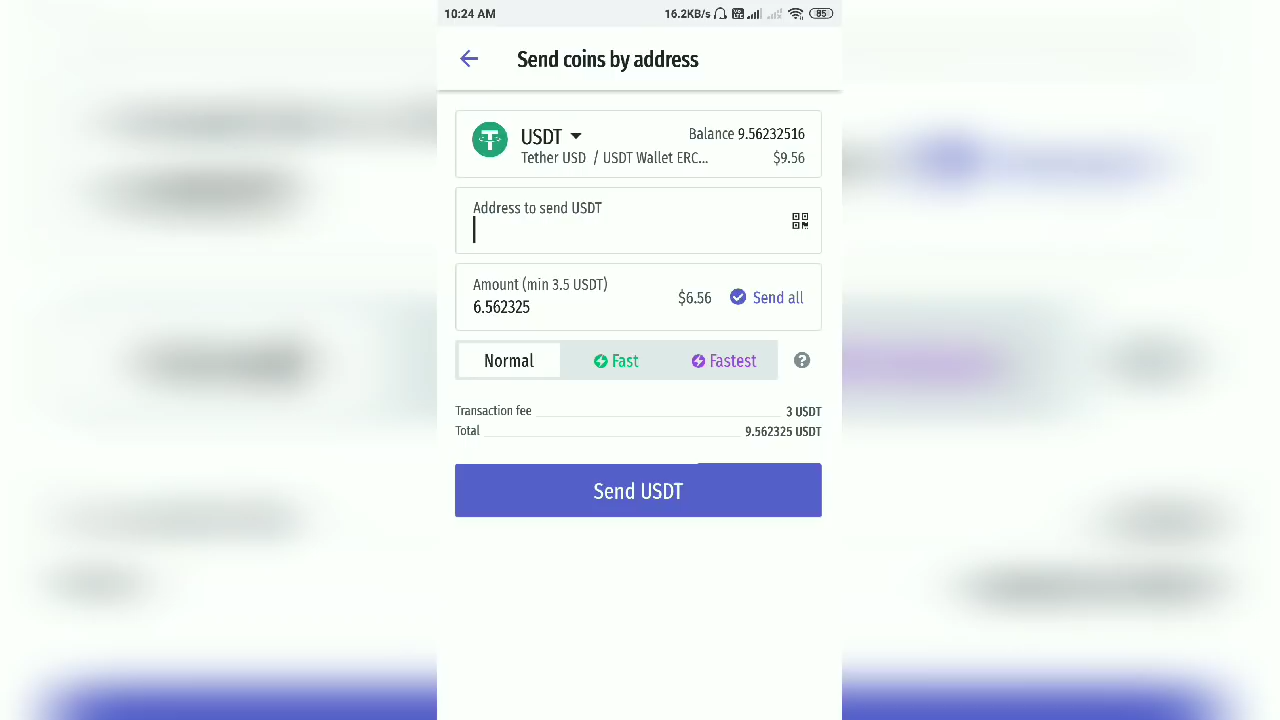 10:24 AM 16.2KB/s 85
Send coins by address
USDT Balance 9.56232516
Tether USD / USDT Wallet ERC... $9.56
Address to send USDT
Amount (min 3.5 USDT)
6.562325 $6.56 Send all
Normal Fast Fastest ?
Transaction fee 3 USDT
Total 9.562325 USDT
Send USDT